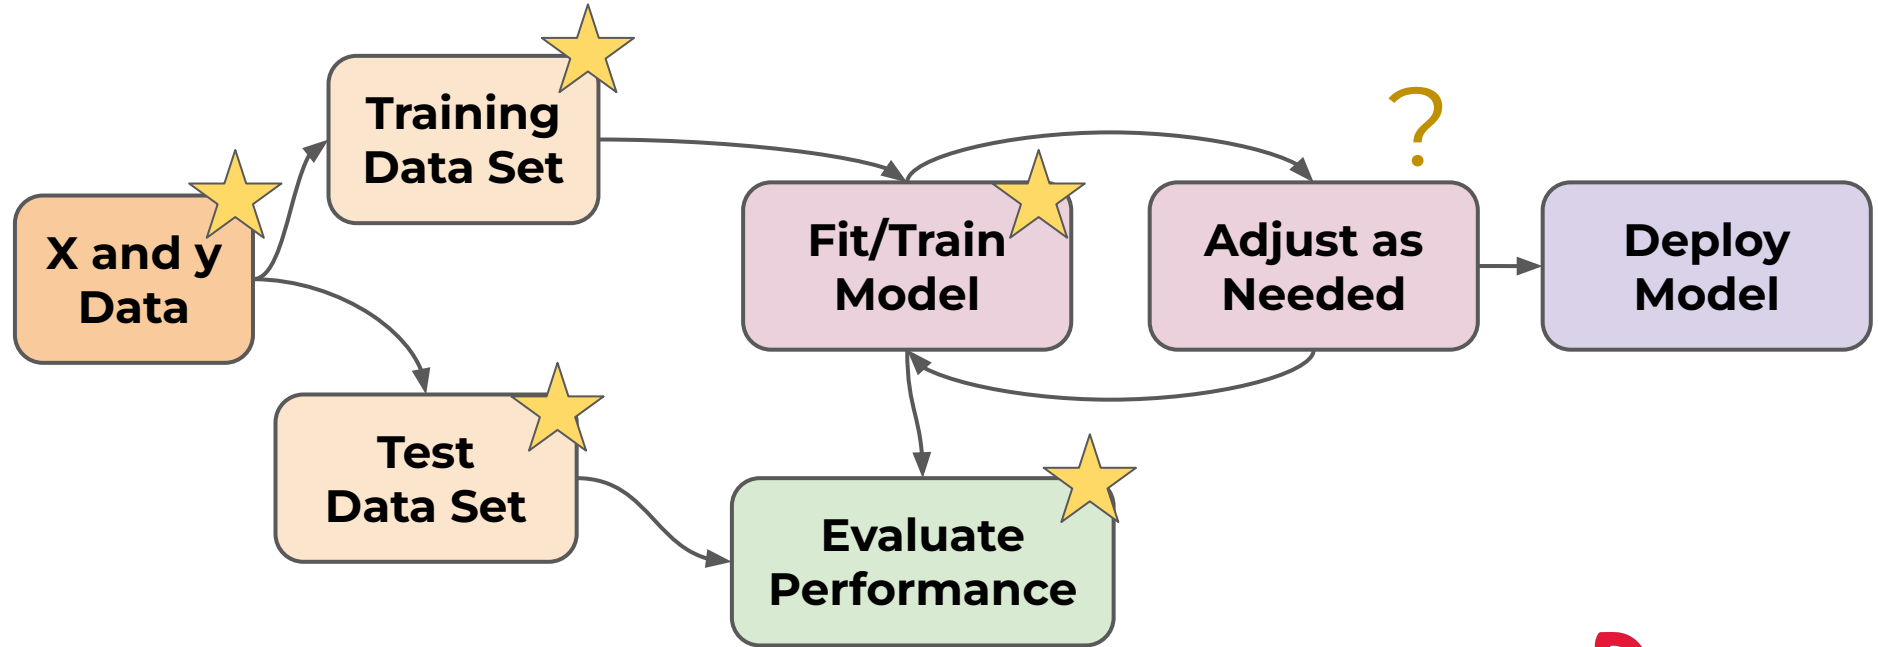 Training
Data Set
?
X and y
Data
Fit/Train
Model
Adjust as
Needed
Deploy
Model
Test
Data Set
Evaluate
Performance